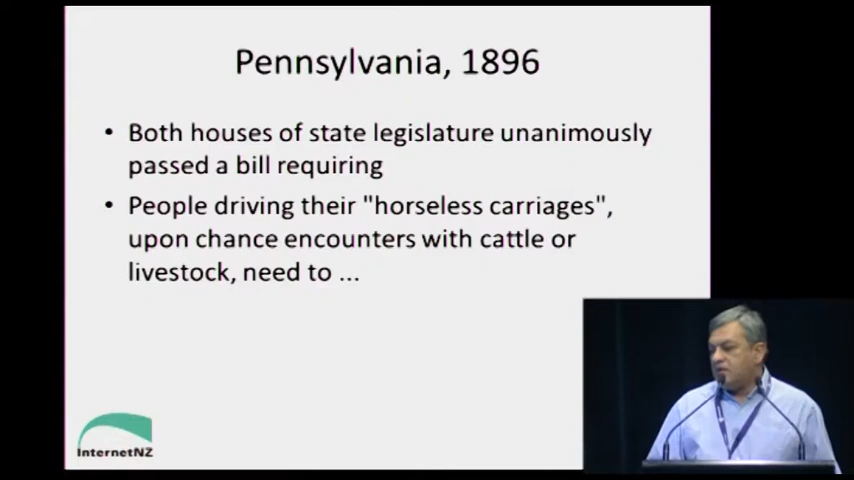 Pennsylvania, 1896
• Both houses of state legislature unanimously
passed a bill requiring
• People driving their "horseless carriages",
upon chance encounters with cattle or
livestock, need to ...
InternetNZ